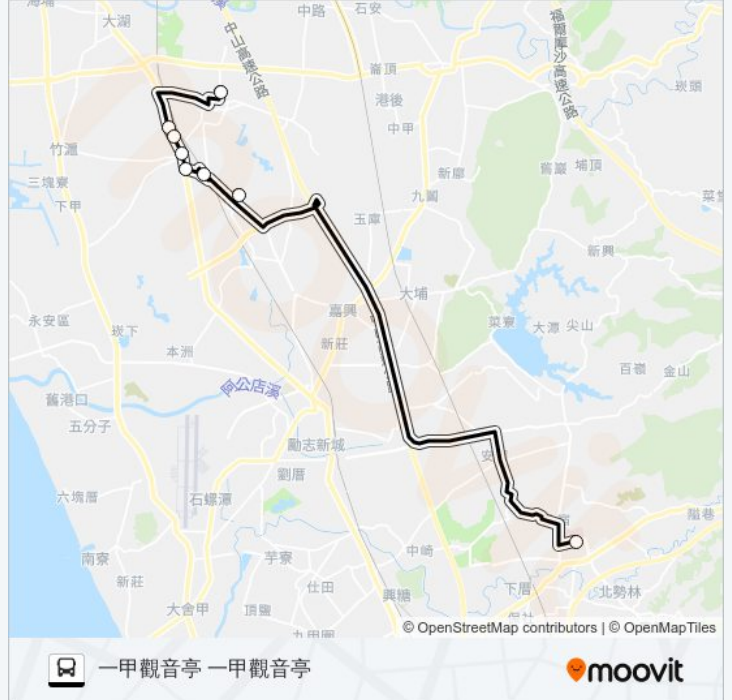 大湖
中路
石安
中山高速公路
福爾摩沙高速公路
崙頂
港後
崁頭
中甲
竹滬
舊巖
埔頂
三塊寮
下甲
新廍
九鬮
玉庫
新興
大埔
永安區
崁下
嘉興
菜寮
大潭
尖山
本洲
新莊
百嶺
金山
阿公店溪
舊港口
五分子
勵志新城
劉厝
六塊厝
石螺潭
隘巷
南寮
芋寮
中崎
新莊
仕田
下厝
北勢林
興糖
大舍甲
頂鹽
© OpenStreetMap contributors | © OpenMapTiles
一甲觀音亭 一甲觀音亭
moovit